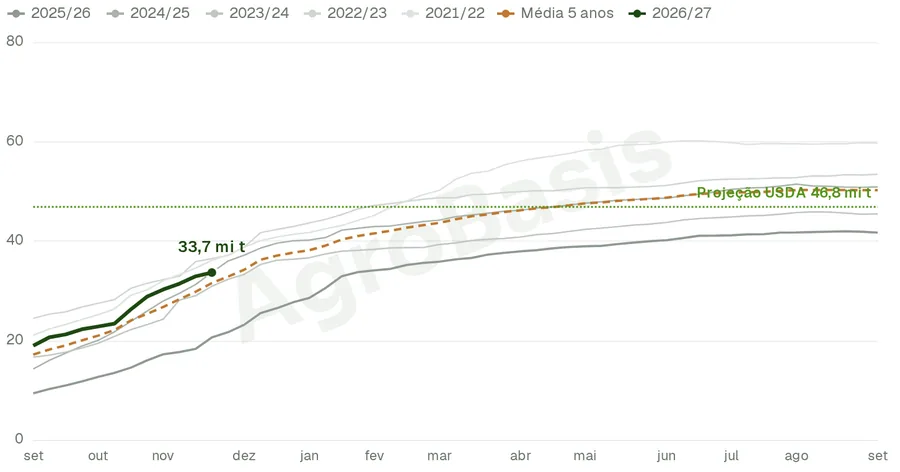 2025/26 2024/25 2023/24 2022/23 2021/22 Média 5 anos 2026/27
80
60
Projeção USDA 46,8 mi t
40
33,7 mi t
20
0
set out nov dez jan fev mar abr mai jun jul ago set
AgroBasis